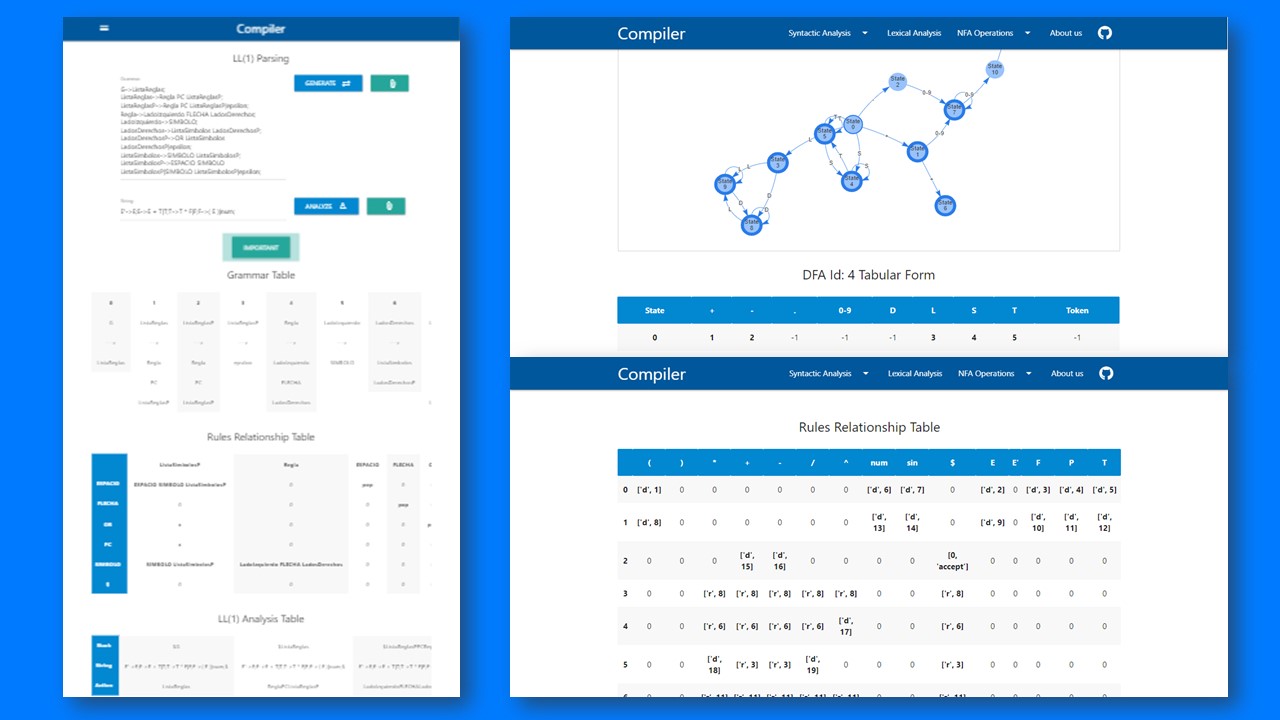 Compiler
LL(1) Parsing
Grammar
G->ListaReglas;
ListaReglas->Regla PC ListaReglasP;
ListaReglasP->Regla PC ListaReglasP|epsilon;
Regla->LadoIzquierdo FLECHA LadosDerechos;
LadoIzquierdo->SIMBOLO;
LadosDerechos->ListaSimbolos LadosDerechosP;
LadosDerechosP->OR ListaSimbolos
LadosDerechosP|epsilon;
ListaSimbolos->SIMBOLO ListaSimbolosP;
ListaSimbolosP->ESPACIO SIMBOLO
ListaSimbolosP|SIMBOLO ListaSimbolosP|epsilon;
GENERATE
String
ANALYZE
IMPORTANT
Grammar Table
0 1 2 3 4 5 6
G ListaReglas ListaReglasP ListaReglasP Regla LadoIzquierdo LadosDerechos
ListaReglas Regla Regla epsilon LadoIzquierdo SIMBOLO ListaSimbolos
PC PC FLECHA LadosDerechosP
ListaReglasP ListaReglasP LadosDerechos
Rules Relationship Table
ListaSimbolosP Regla ESPACIO FLECHA
ESPACIO ESPACIO SIMBOLO ListaSimbolosP 0 pop 0
FLECHA 0 0 0 pop
OR
PC
SIMBOLO SIMBOLO ListaSimbolosP LadoIzquierdo FLECHA LadosDerechos 0 0
$ 0 0 0 0
LL(1) Analysis Table
Stack
String
Action ListaReglas
Compiler
Syntactic Analysis Lexical Analysis NFA Operations About us
State 10
State 2
0-9
0-9
State 7
State 0
State 5
0-9
State 1
L
S
S
S
State 4
State 3
L
L
State 9
D
D
D
L
State 8
State 6
DFA Id: 4 Tabular Form
State + - . 0-9 D L S T Token
0 1 2 -1 -1 -1 3 4 5 -1
Compiler
Syntactic Analysis Lexical Analysis NFA Operations About us
Rules Relationship Table
( ) * + - / ^ num sin $ E E' F P T
0 ['d', 1] 0 0 0 0 0 0 ['d', 6] ['d', 7] 0 ['d', 2] 0 ['d', 3] ['d', 4] ['d', 5]
1 ['d', 8] 0 0 0 0 0 0 ['d', 13] ['d', 14] 0 ['d', 9] 0 ['d', 10] ['d', 11] ['d', 12]
2 0 0 0 ['d', 15] ['d', 16] 0 0 0 0 [0, 'accept'] 0 0 0 0 0
3 0 0 ['r', 8] ['r', 8] ['r', 8] ['r', 8] ['r', 8] 0 0 ['r', 8] 0 0 0 0 0
4 0 0 ['r', 6] ['r', 6] ['r', 6] ['r', 6] ['d', 17] 0 0 ['r', 6] 0 0 0 0 0
5 0 0 ['d', 18] ['r', 3] ['r', 3] ['d', 19] 0 0 0 ['r', 3] 0 0 0 0 0